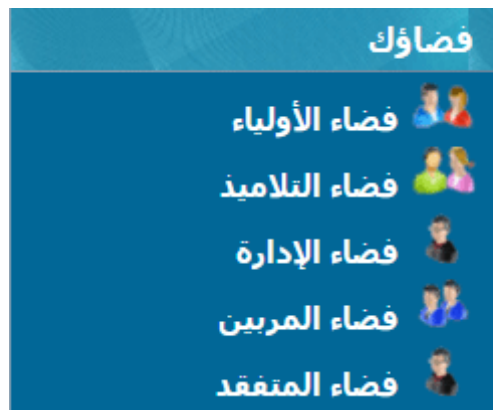 فضاؤك
فضاء الأولياء
فضاء التلاميذ
فضاء الإدارة
فضاء المربين
فضاء المتفقد